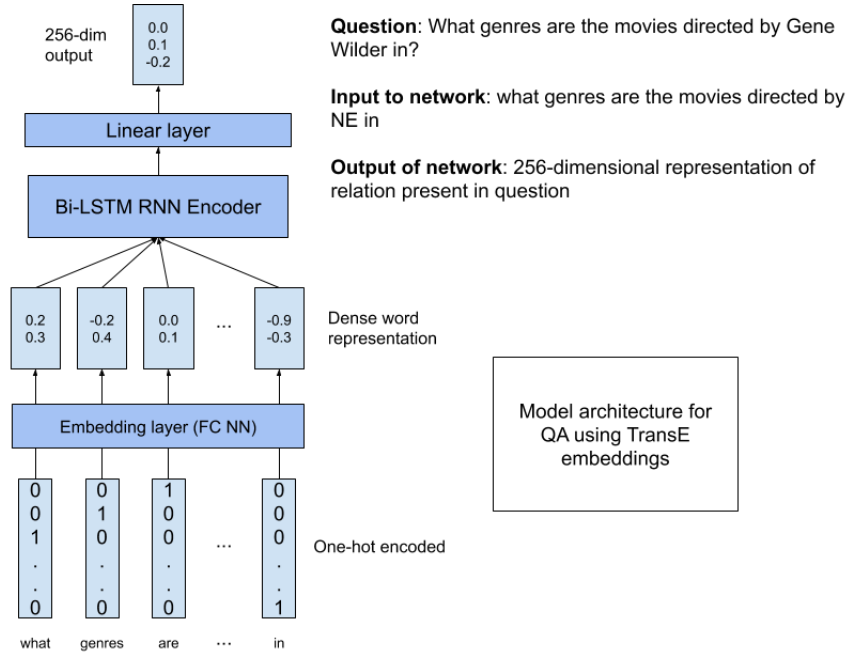 256-dim
output
0.0
0.1
-0.2
Linear layer
Bi-LSTM RNN Encoder
0.2
0.3
-0.2
0.4
0.0
0.1
...
-0.9
-0.3
Dense word
representation
Embedding layer (FC NN)
0
0
1
.
.
0
0
1
0
.
.
0
1
0
0
.
.
0
...
0
0
0
.
.
1
One-hot encoded
what genres are ... in
Question: What genres are the movies directed by Gene
Wilder in?
Input to network: what genres are the movies directed by
NE in
Output of network: 256-dimensional representation of
relation present in question
Model architecture for
QA using TransE
embeddings